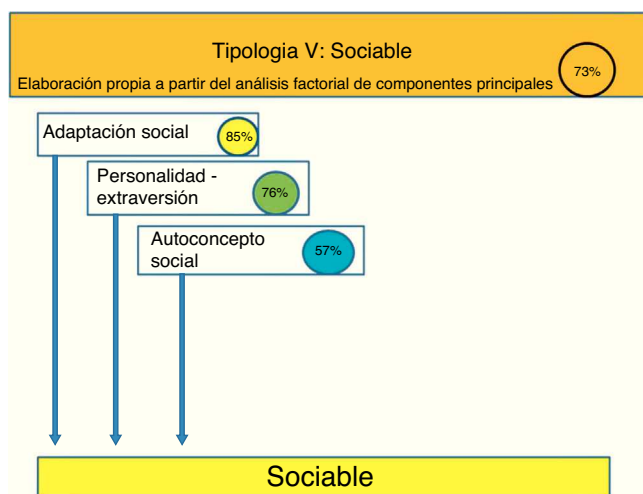 Tipologia V: Sociable
Elaboración propia a partir del análisis factorial de componentes principales
73%
Adaptación social
85%
Personalidad -
extraversión
76%
Autoconcepto
social
57%
Sociable